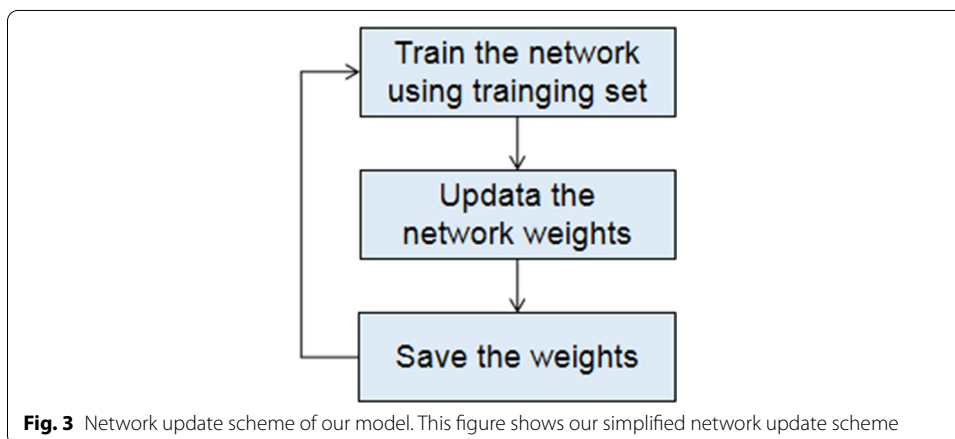 Train the network
using trainging set
Updata the
network weights
Save the weights
Fig. 3 Network update scheme of our model. This figure shows our simplified network update scheme